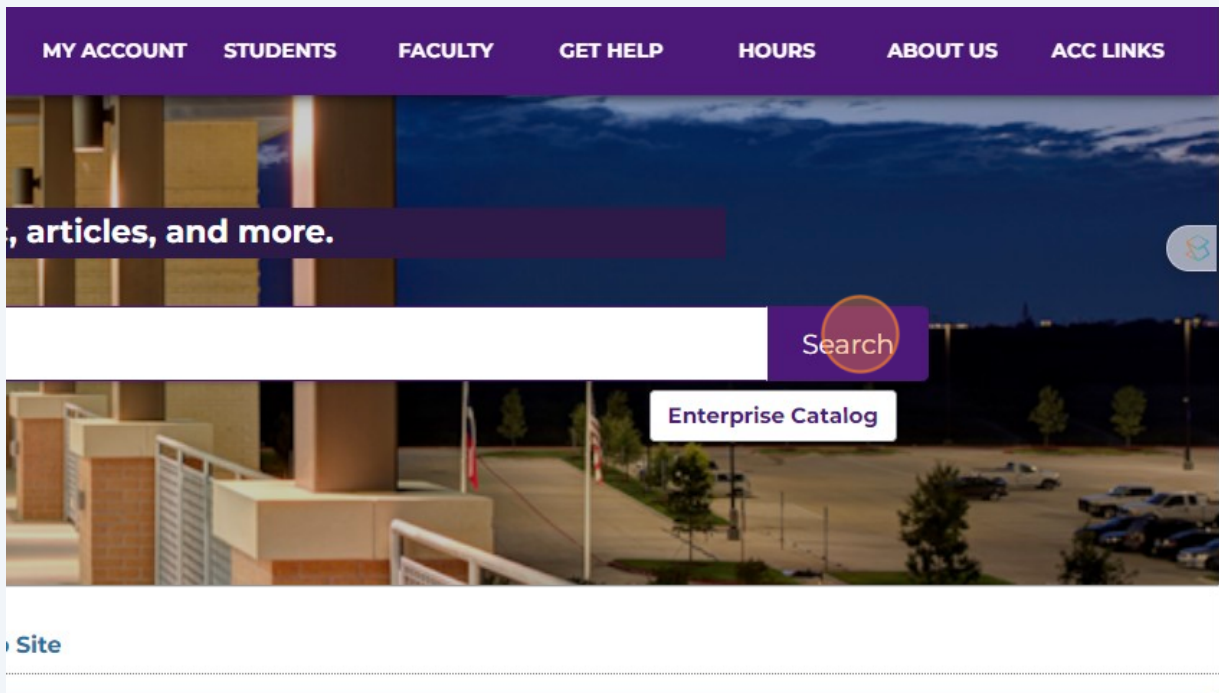 MY ACCOUNT STUDENTS FACULTY GET HELP HOURS ABOUT US ACC LINKS
, articles, and more.
Search
Enterprise Catalog
Site